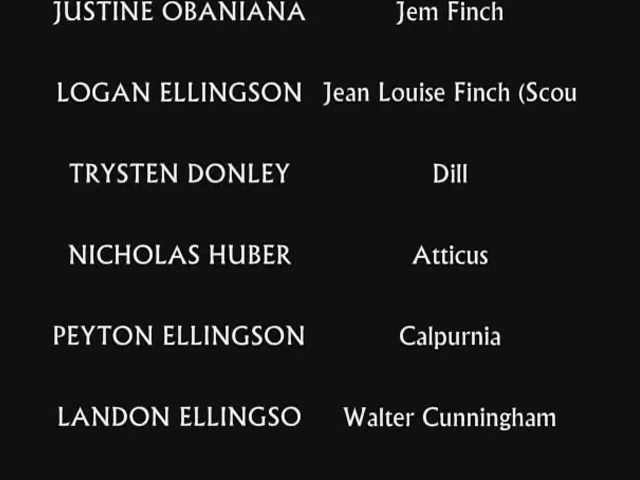 JUSTINE OBANIANA Jem Finch
LOGAN ELLINGSON Jean Louise Finch (Scou
TRYSTEN DONLEY Dill
NICHOLAS HUBER Atticus
PEYTON ELLINGSON Calpurnia
LANDON ELLINGSO Walter Cunningham